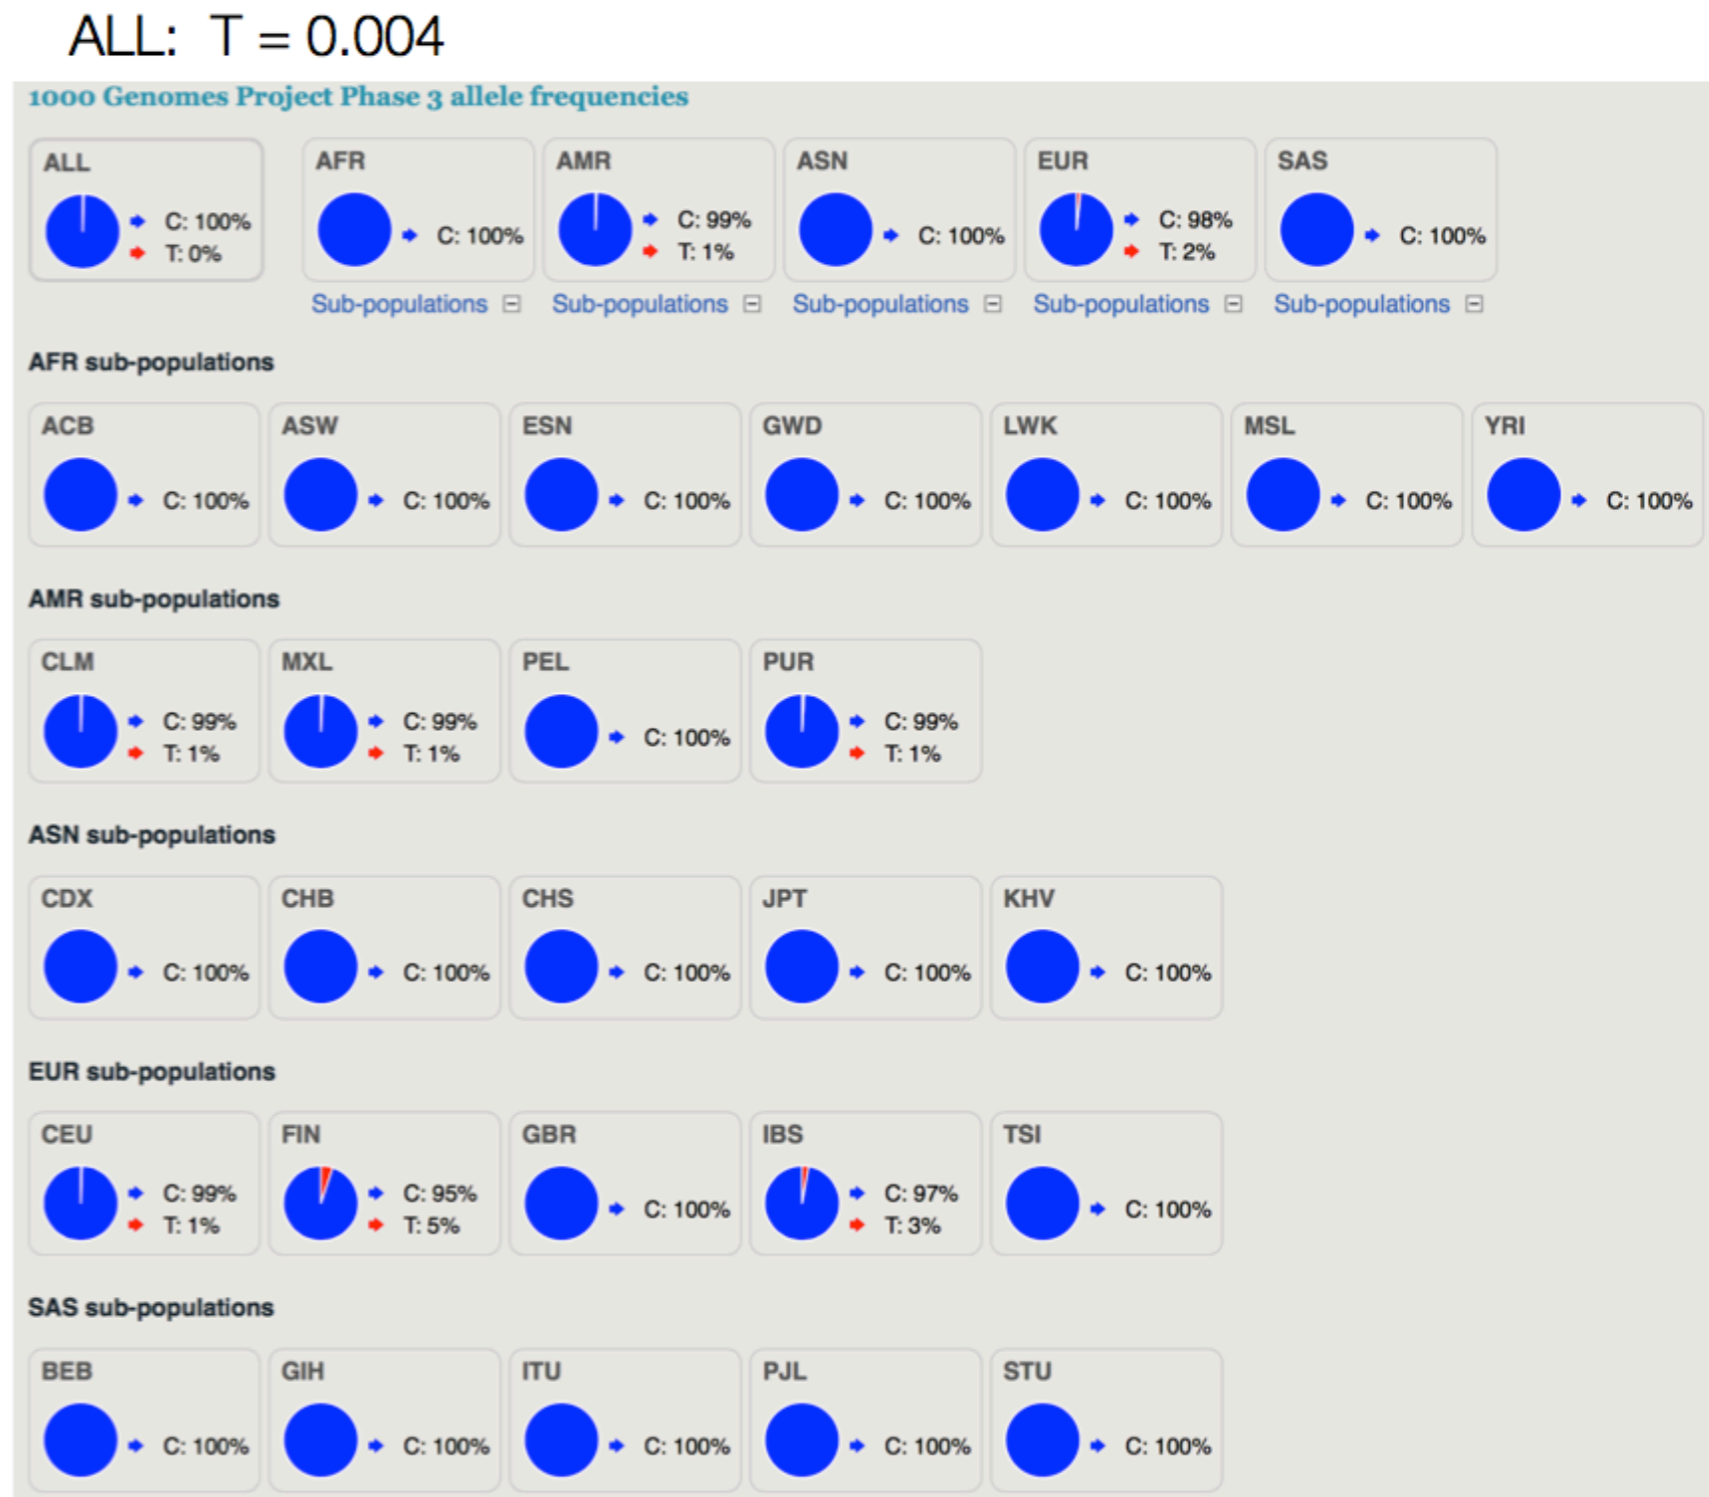 ALL: T = 0.004
1000 Genomes Project Phase 3 allele frequencies
ALL AFR AMR ASN EUR SAS
C: 100% C: 100% C: 99% C: 100% C: 98% C: 100%
T: 0% T: 1% T: 2%
Sub-populations Sub-populations Sub-populations Sub-populations Sub-populations
AFR sub-populations
ACB ASW ESN GWD LWK MSL YRI
C: 100% C: 100% C: 100% C: 100% C: 100% C: 100% C: 100%
AMR sub-populations
CLM MXL PEL PUR
C: 99% C: 99% C: 100% C: 99%
T: 1% T: 1% T: 1%
ASN sub-populations
CDX CHB CHS JPT KHV
C: 100% C: 100% C: 100% C: 100% C: 100%
EUR sub-populations
CEU FIN GBR IBS TSI
C: 99% C: 95% C: 100% C: 97% C: 100%
T: 1% T: 5% T: 3%
SAS sub-populations
BEB GIH ITU PJL STU
C: 100% C: 100% C: 100% C: 100% C: 100%